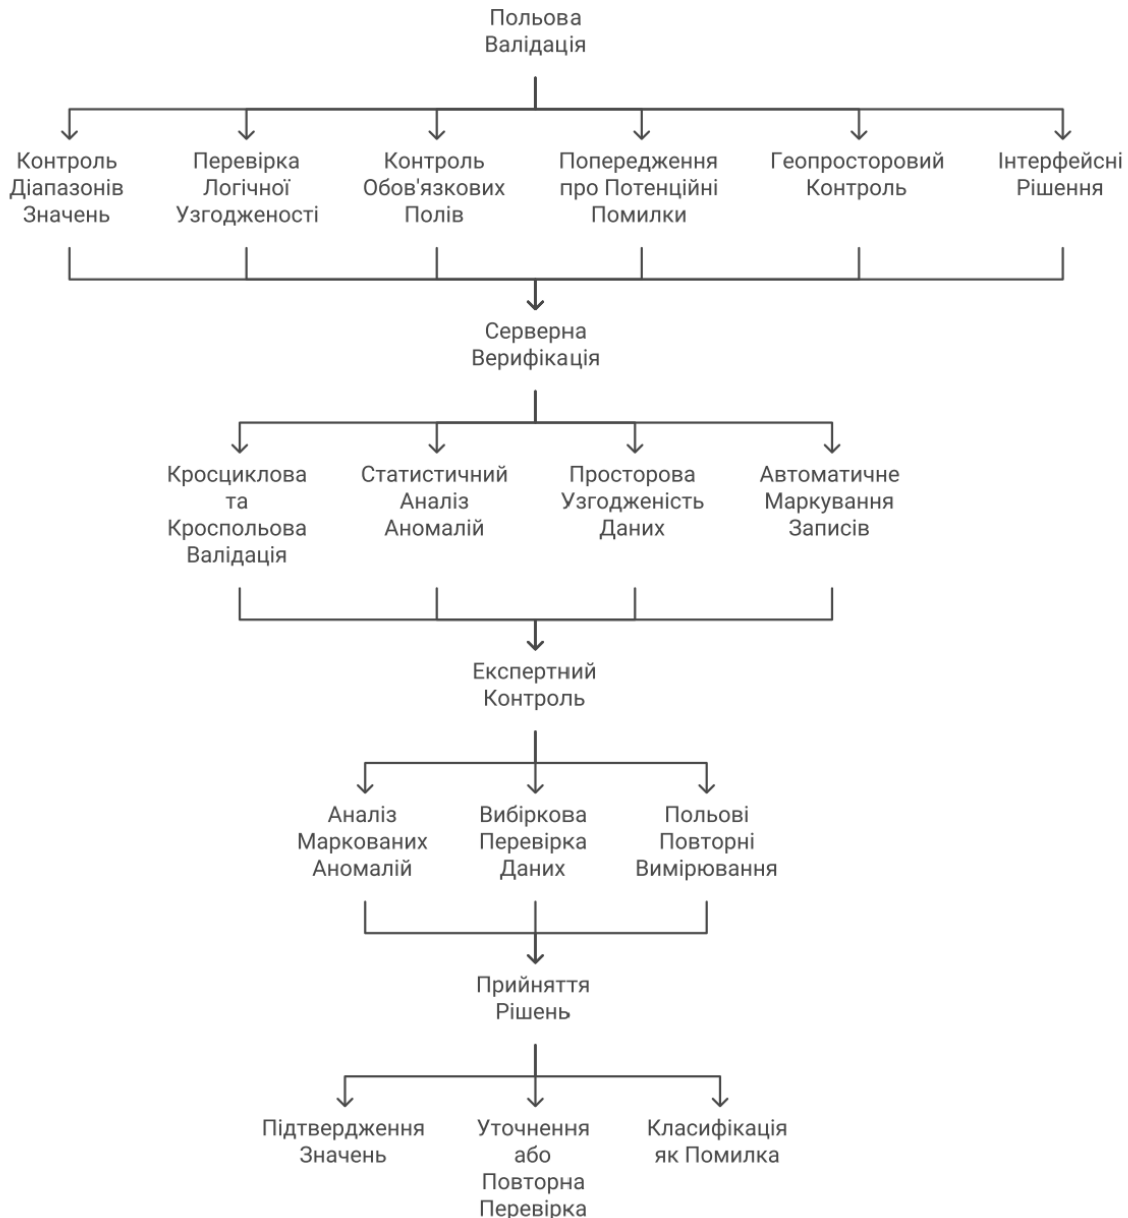 Польова
Валідація
Контроль
Діапазонів
Значень
Перевірка
Логічної
Узгодженості
Контроль
Обов'язкових
Полів
Попередження
про Потенційні
Помилки
Геопросторовий
Контроль
Інтерфейсні
Рішення
Серверна
Верифікація
Кросциклова
та
Кроспольова
Валідація
Статистичний
Аналіз
Аномалій
Просторова
Узгодженість
Даних
Автоматичне
Маркування
Записів
Експертний
Контроль
Аналіз
Маркованих
Аномалій
Вибіркова
Перевірка
Даних
Польові
Повторні
Вимірювання
Прийняття
Рішень
Підтвердження
Значень
Уточнення
або
Повторна
Перевірка
Класифікація
як Помилка